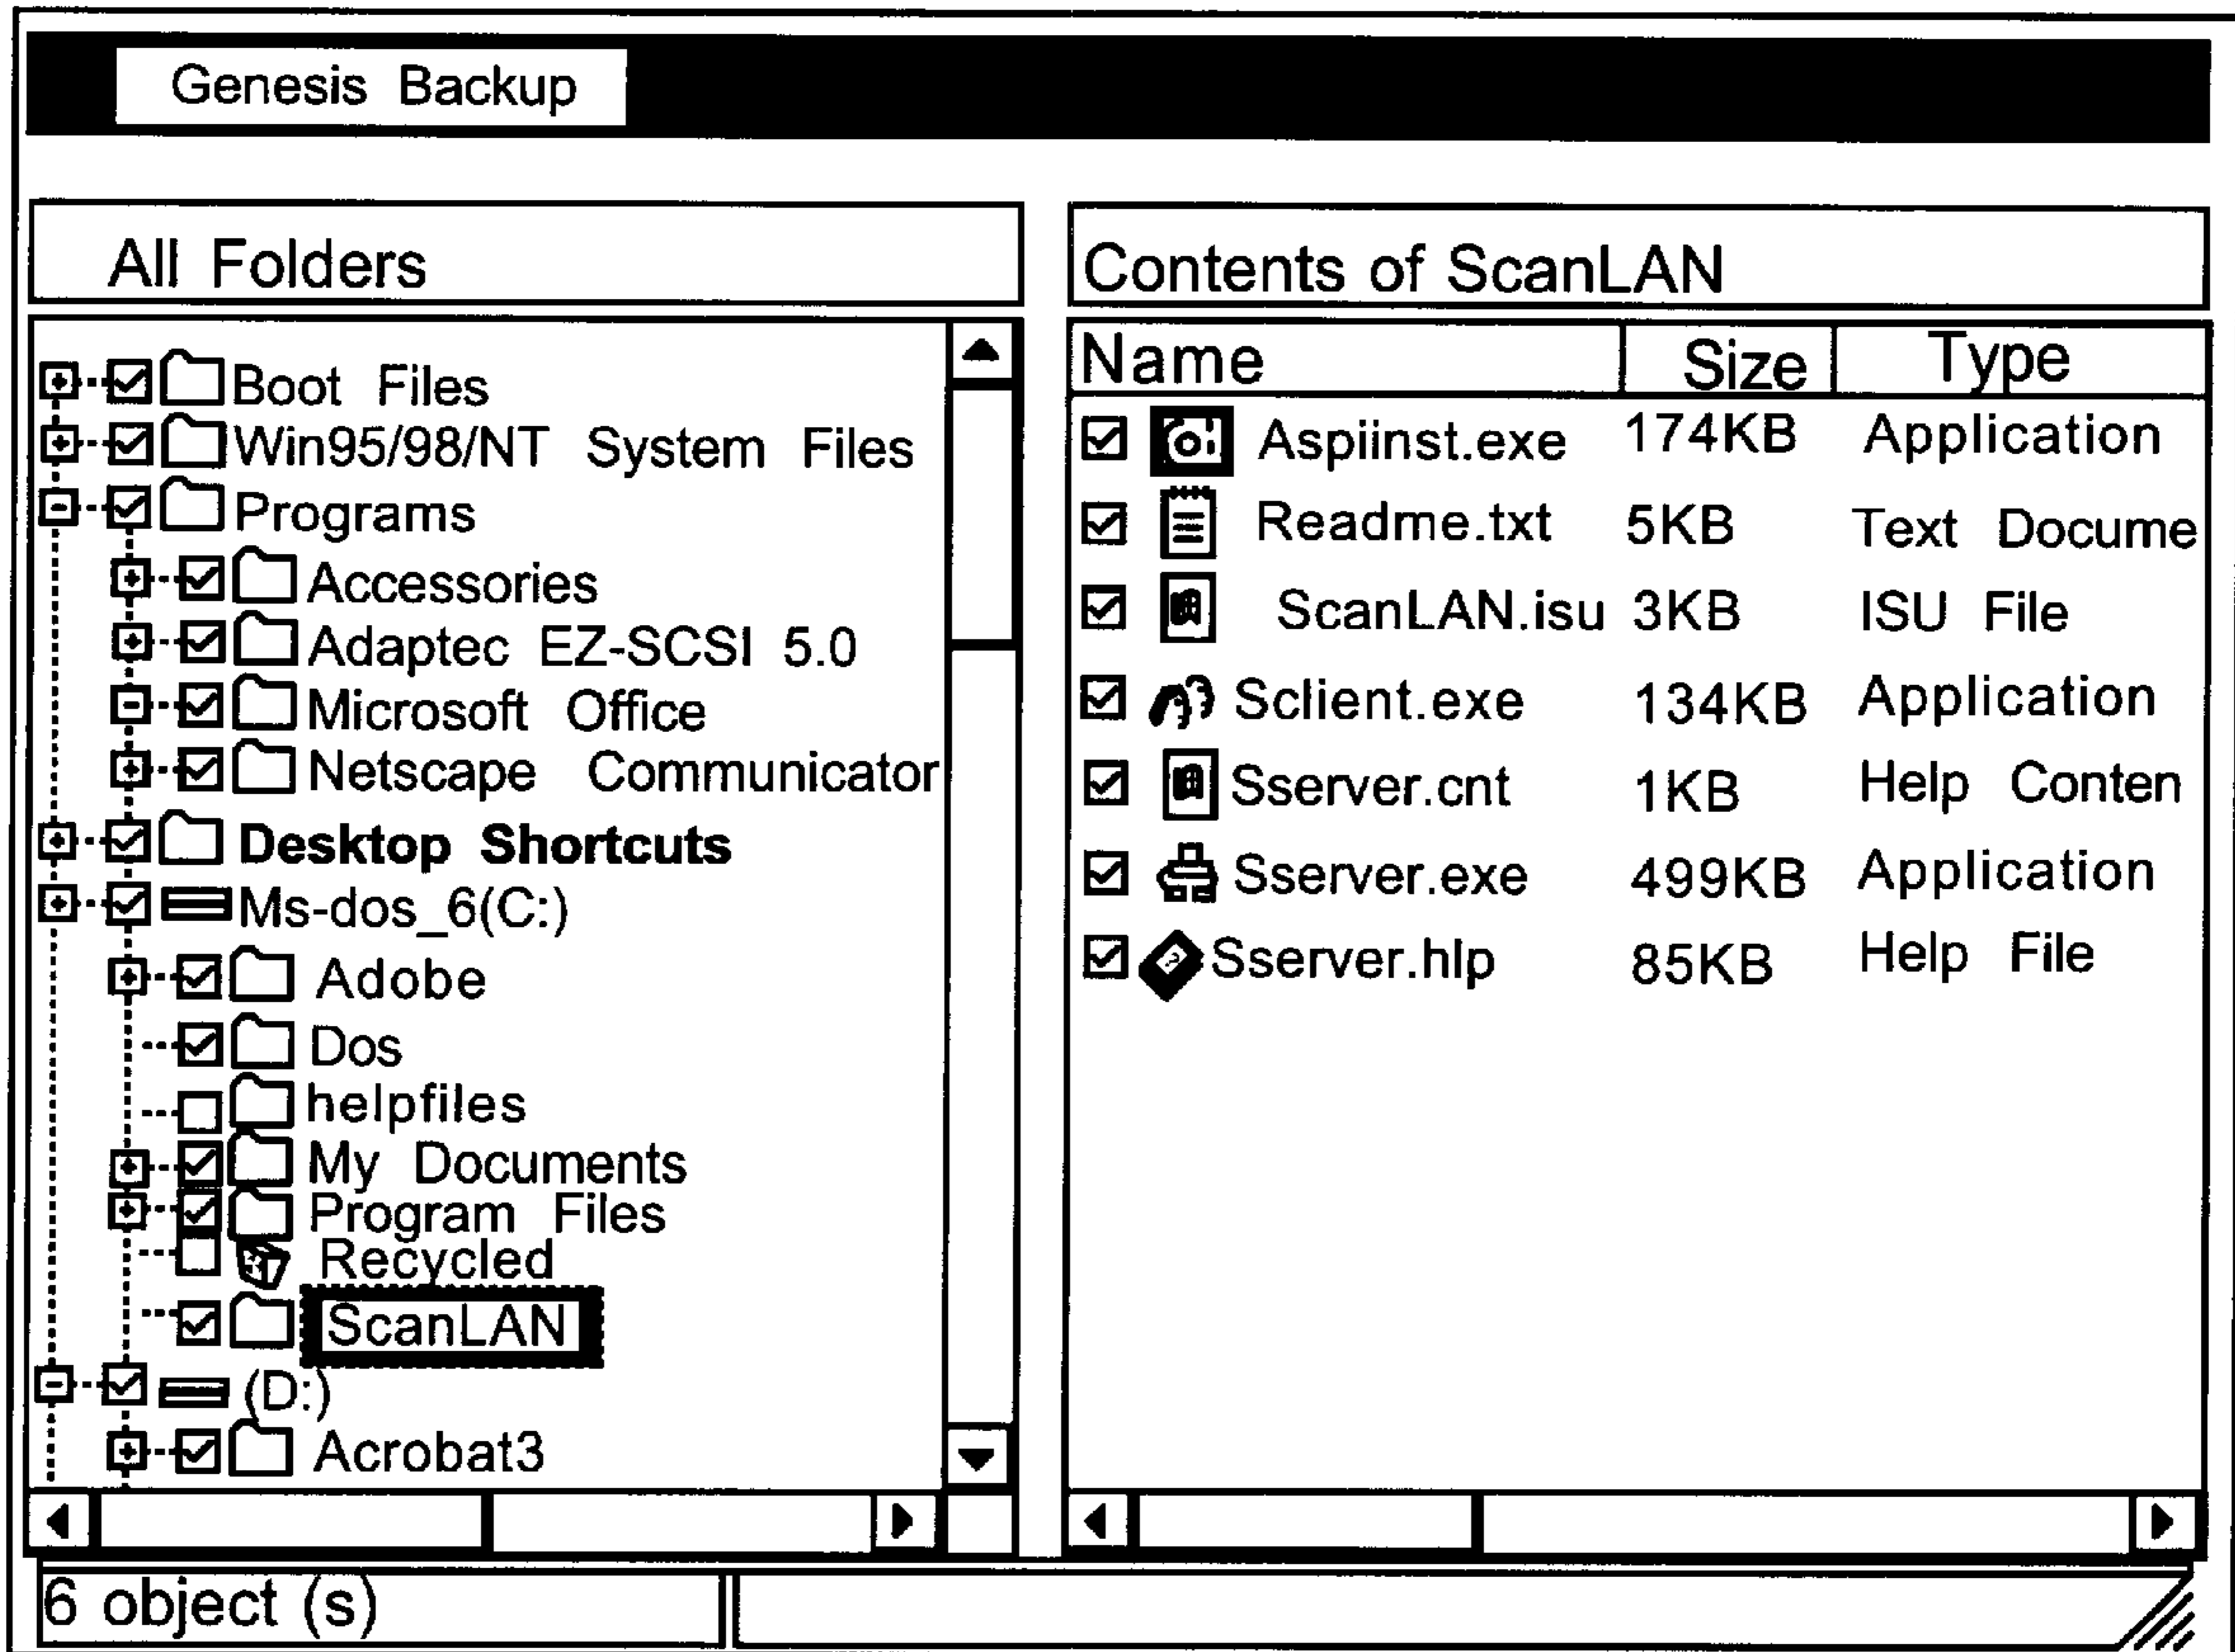 Genesis Backup
All Folders
Boot Files
Win95/98/NT System Files
Programs
Accessories
Adaptec EZ-SCSI 5.0
Microsoft Office
Netscape Communicator
Desktop Shortcuts
Ms-dos_6(C:)
Adobe
Dos
helpfiles
My Documents
Program Files
Recycled
ScanLAN
(D:)
Acrobat3
Contents of ScanLAN
Name Size Type
Aspiinst.exe 174KB Application
Readme.txt 5KB Text Docume
ScanLAN.isu 3KB ISU File
Sclient.exe 134KB Application
Sserver.cnt 1KB Help Conten
Sserver.exe 499KB Application
Sserver.hlp 85KB Help File
6 object (s)